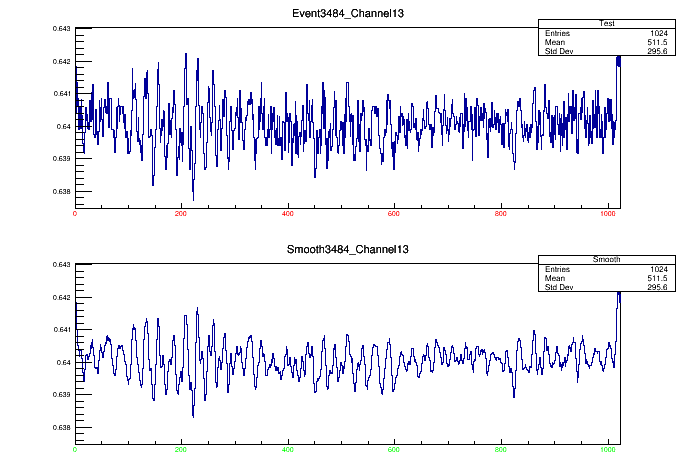 Event3484_Channel13
Test
Entries 1024
Mean 511.5
Std Dev 295.6
0.643
0.642
0.641
0.64
0.639
0.638
0 200 400 600 800 1000
Smooth3484_Channel13
Smooth
Entries 1024
Mean 511.5
Std Dev 295.6
0.643
0.642
0.641
0.64
0.639
0.638
0 200 400 600 800 1000